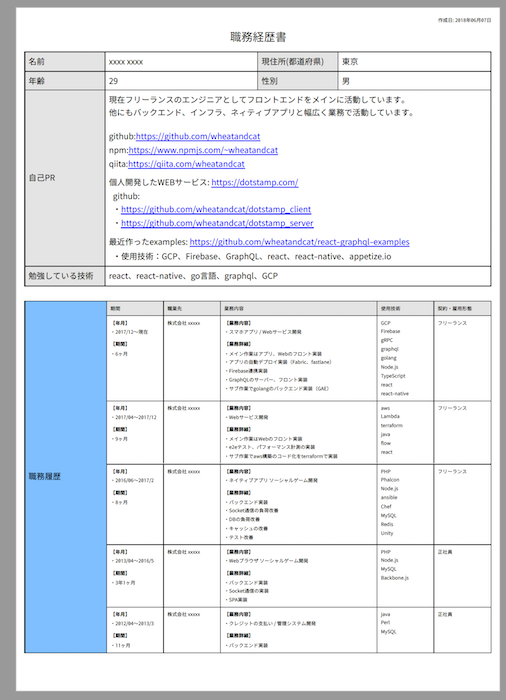 作成日: 2018年06月07日
職務経歴書
名前 xxxx xxxx 現住所(都道府県) 東京
年齢 29 性別 男
自己PR
現在フリーランスのエンジニアとしてフロントエンドをメインに活動しています。
他にもバックエンド、インフラ、ネィティブアプリと幅広く業務で活動しています。
github:https://github.com/wheatandcat
npm:https://www.npmjs.com/~wheatandcat
qiita:https://qiita.com/wheatandcat
個人開発したWEBサービス: https://dotstamp.com/
github:
・https://github.com/wheatandcat/dotstamp_client
・https://github.com/wheatandcat/dotstamp_server
最近作ったexamples: https://github.com/wheatandcat/react-graphql-examples
・使用技術：GCP、Firebase、GraphQL、react、react-native、appetize.io
勉強している技術 react、react-native、go言語、graphql、GCP
職務履歴
期間 職業先 業務内容 使用技術 契約・雇用形態
【年月】
・2017/12〜現在
【期間】
・6ヶ月
株式会社 xxxxx
【業務内容】
・スマホアプリ / Webサービス開発
【業務詳細】
・メイン作業はアプリ、Webのフロント実装
・アプリの自動デプロイ実装（Fabric、fastlane）
・Firebase連携実装
・GraphQLのサーバー、フロント実装
・サブ作業でgolangのバックエンド実装（GAE）
GCP
Firebase
gRPC
graphql
golang
Node.js
TypeScript
react
react-native
フリーランス
【年月】
・2017/04〜2017/12
【期間】
・9ヶ月
株式会社 xxxxx
【業務内容】
・Webサービス開発
【業務詳細】
・メイン作業はWebのフロント実装
・e2eテスト、パフォーマンス計測の実装
・サブ作業でaws構築のコード化をterraformで実装
aws
Lambda
terraform
java
flow
react
フリーランス
【年月】
・2016/06〜2017/2
【期間】
・8ヶ月
株式会社 xxxxx
【業務内容】
・ネイティブアプリ ソーシャルゲーム開発
【業務詳細】
・バックエンド実装
・Socket通信の負荷改善
・DBの負荷改善
・キャッシュの改善
・テスト改善
PHP
Phalcon
Node.js
ansible
Chef
MySQL
Redis
Unity
フリーランス
【年月】
・2013/04〜2016/5
【期間】
・3年1ヶ月
株式会社 xxxxx
【業務内容】
・Webブラウザ ソーシャルゲーム開発
【業務詳細】
・バックエンド実装
・Socket通信の実装
・SPA実装
PHP
Node.js
MySQL
Backbone.js
正社員
【年月】
・2012/04〜2013/3
【期間】
・11ヶ月
株式会社 xxxxx
【業務内容】
・クレジットの支払い / 管理システム開発
【業務詳細】
・バックエンド実装
java
Perl
MySQL
正社員